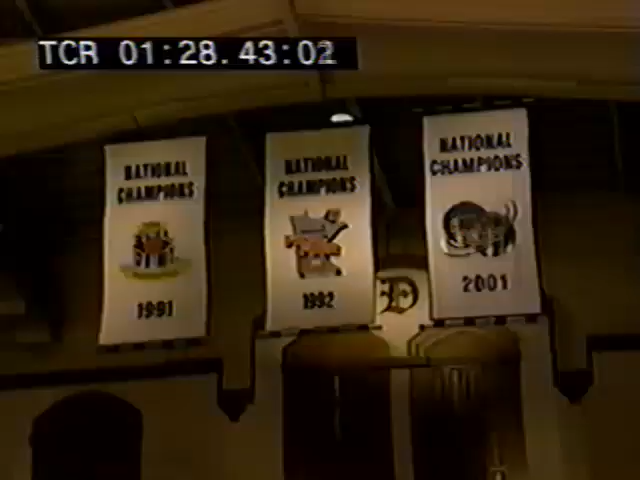 TCR 01:28.43:02
NATIONAL
CHAMPIONS
1991
NATIONAL
CHAMPIONS
1992
NATIONAL
CHAMPIONS
2001
D